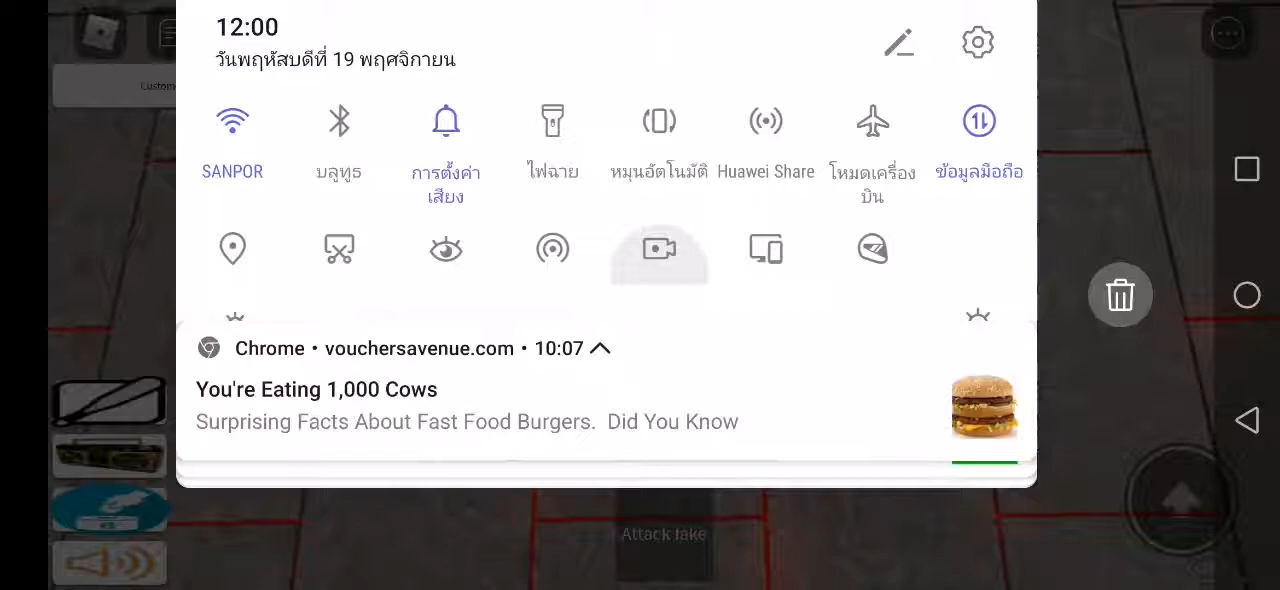 12:00
วันพฤหัสบดีที่ 19 พฤศจิกายน
Custom
SANPOR
บลูทูธ
การตั้งค่า
เสียง
ไฟฉาย
หมุนอัตโนมัติ
Huawei Share
โหมดเครื่อง
บิน
ข้อมูลมือถือ
Chrome • vouchersavenue.com • 10:07
You're Eating 1,000 Cows
Surprising Facts About Fast Food Burgers. Did You Know
Attack fake